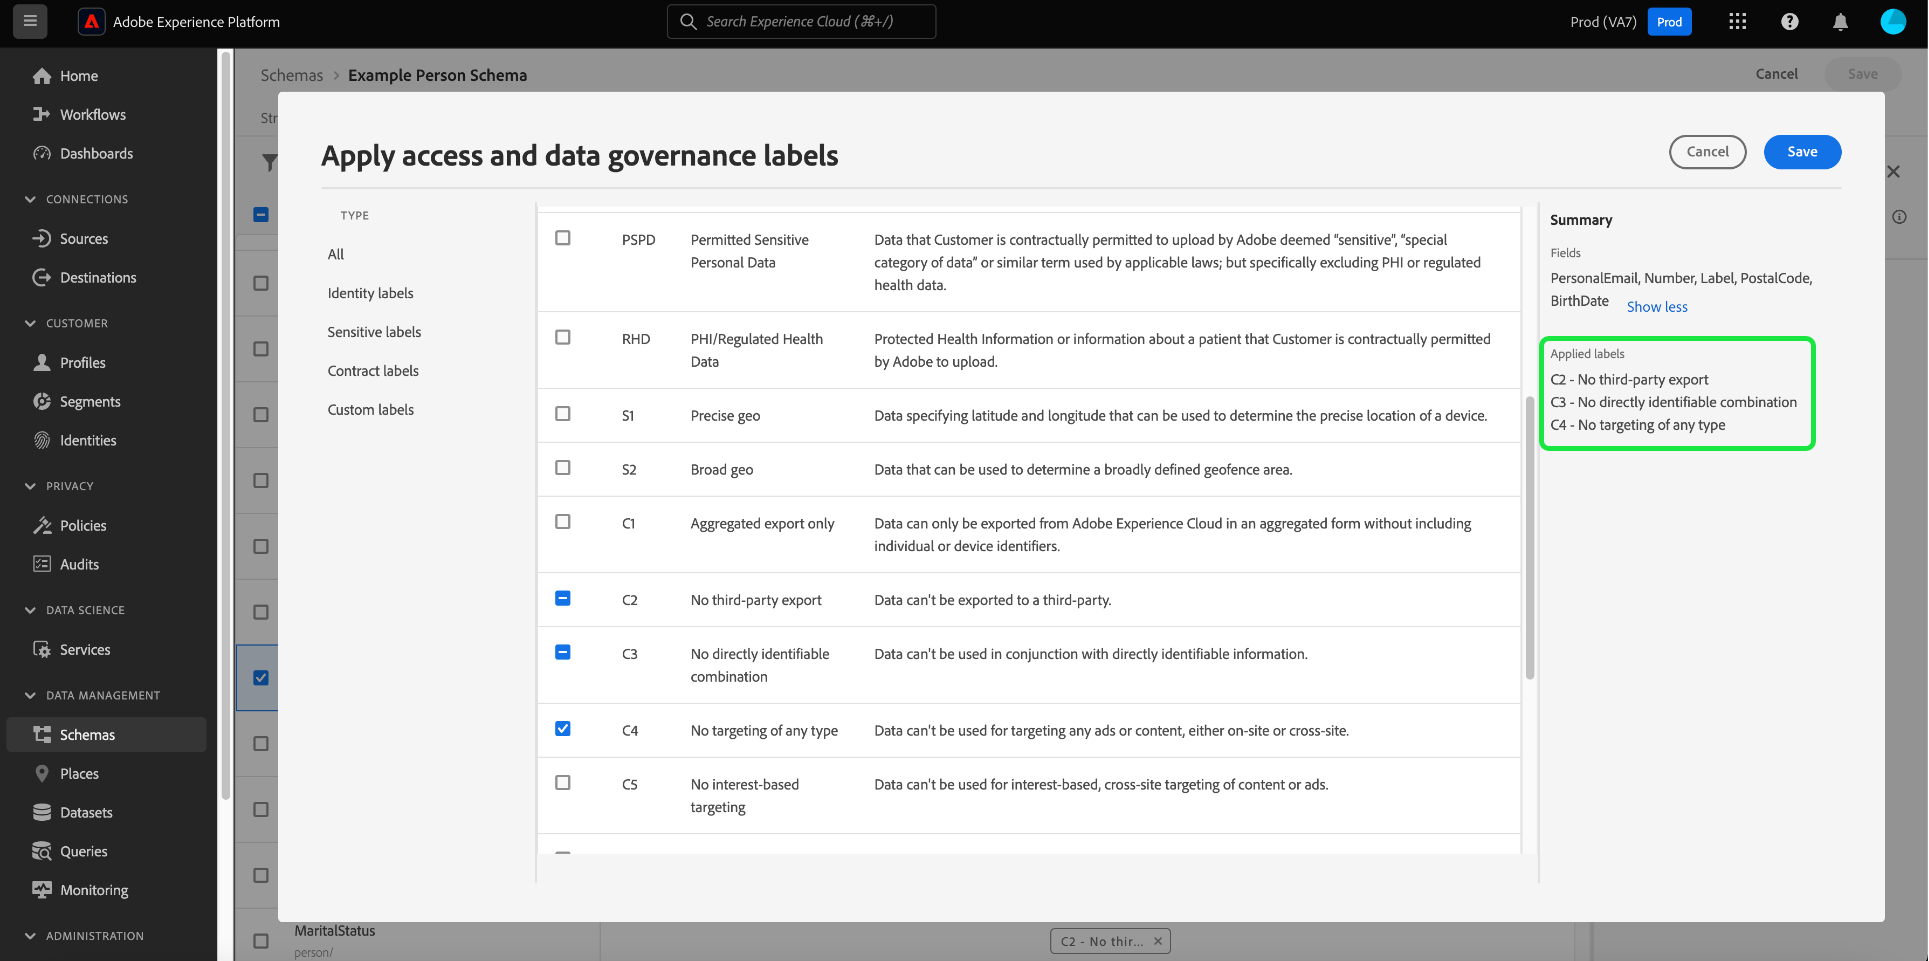 Adobe Experience Platform
Search Experience Cloud (⌘+/)
Prod (VA7)
Prod
Home
Workflows
Dashboards
CONNECTIONS
Sources
Destinations
CUSTOMER
Profiles
Segments
Identities
PRIVACY
Policies
Audits
DATA SCIENCE
Services
DATA MANAGEMENT
Schemas
Places
Datasets
Queries
Monitoring
ADMINISTRATION
Schemas > Example Person Schema
Cancel
Save
Str
Apply access and data governance labels
Cancel
Save
TYPE
All
Identity labels
Sensitive labels
Contract labels
Custom labels
PSPD
Permitted Sensitive
Personal Data
Data that Customer is contractually permitted to upload by Adobe deemed “sensitive”, “special
category of data” or similar term used by applicable laws; but specifically excluding PHI or regulated
health data.
RHD
PHI/Regulated Health
Data
Protected Health Information or information about a patient that Customer is contractually permitted
by Adobe to upload.
S1
Precise geo
Data specifying latitude and longitude that can be used to determine the precise location of a device.
S2
Broad geo
Data that can be used to determine a broadly defined geofence area.
C1
Aggregated export only
Data can only be exported from Adobe Experience Cloud in an aggregated form without including
individual or device identifiers.
C2
No third-party export
Data can't be exported to a third-party.
C3
No directly identifiable
combination
Data can't be used in conjunction with directly identifiable information.
C4
No targeting of any type
Data can't be used for targeting any ads or content, either on-site or cross-site.
C5
No interest-based
targeting
Data can't be used for interest-based, cross-site targeting of content or ads.
Summary
Fields
PersonalEmail, Number, Label, PostalCode,
BirthDate
Show less
Applied labels
C2 - No third-party export
C3 - No directly identifiable combination
C4 - No targeting of any type
MaritalStatus
person/
C2 - No thir...